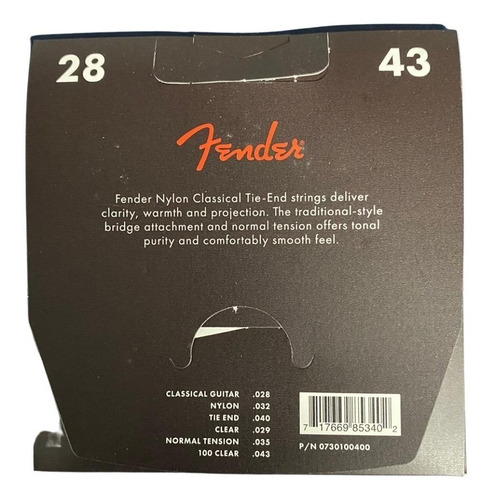 28 43
Fender
Fender Nylon Classical Tie-End strings deliver
clarity, warmth and projection. The traditional-style
bridge attachment and normal tension offers tonal
purity and comfortably smooth feel.
CLASSICAL GUITAR .028
NYLON .032
TIE END .040
CLEAR .029
NORMAL TENSION .035
100 CLEAR .043
7 17669 85340 2
P/N 0730100400